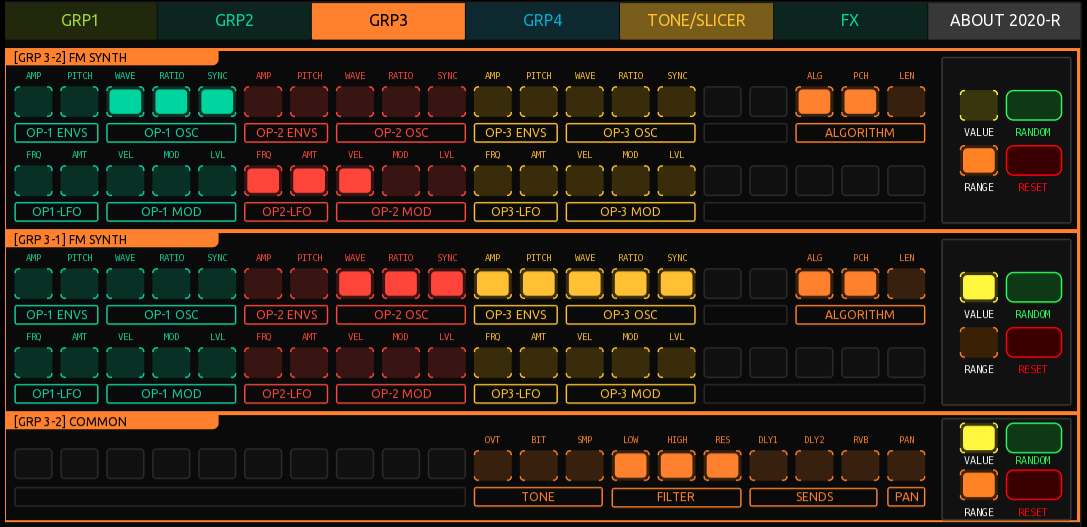 GRP1 GRP2 GRP3 GRP4 TONE/SLICER FX ABOUT 2020-R
[GRP 3-2] FM SYNTH
AMP PITCH WAVE RATIO SYNC AMP PITCH WAVE RATIO SYNC AMP PITCH WAVE RATIO SYNC ALG PCH LEN
OP-1 ENVS OP-1 OSC OP-2 ENVS OP-2 OSC OP-3 ENVS OP-3 OSC ALGORITHM
VALUE RANDOM
FRQ AMT VEL MOD LVL FRQ AMT VEL MOD LVL FRQ AMT VEL MOD LVL
RANGE RESET
OP1-LFO OP-1 MOD OP2-LFO OP-2 MOD OP3-LFO OP-3 MOD
[GRP 3-1] FM SYNTH
AMP PITCH WAVE RATIO SYNC AMP PITCH WAVE RATIO SYNC AMP PITCH WAVE RATIO SYNC ALG PCH LEN
OP-1 ENVS OP-1 OSC OP-2 ENVS OP-2 OSC OP-3 ENVS OP-3 OSC ALGORITHM
VALUE RANDOM
FRQ AMT VEL MOD LVL FRQ AMT VEL MOD LVL FRQ AMT VEL MOD LVL
RANGE RESET
OP1-LFO OP-1 MOD OP2-LFO OP-2 MOD OP3-LFO OP-3 MOD
[GRP 3-2] COMMON
OVT BIT SMP LOW HIGH RES DLY1 DLY2 RVB PAN
VALUE RANDOM
TONE FILTER SENDS PAN
RANGE RESET